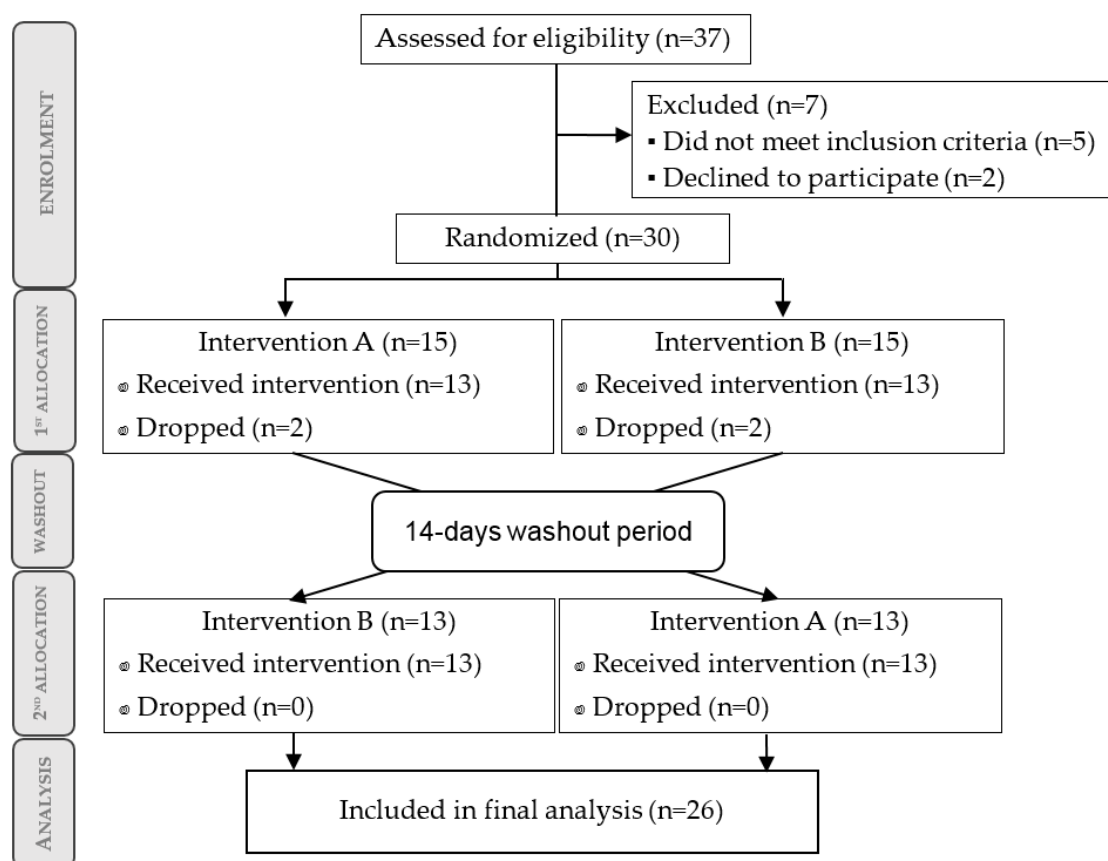 Assessed for eligibility (n=37)
Excluded (n=7)
▪ Did not meet inclusion criteria (n=5)
▪ Declined to participate (n=2)
ENROLMENT
Randomized (n=30)
1ST ALLOCATION
Intervention A (n=15)
Received intervention (n=13)
Dropped (n=2)
Intervention B (n=15)
Received intervention (n=13)
Dropped (n=2)
WASHOUT
14-days washout period
2ND ALLOCATION
Intervention B (n=13)
Received intervention (n=13)
Dropped (n=0)
Intervention A (n=13)
Received intervention (n=13)
Dropped (n=0)
ANALYSIS
Included in final analysis (n=26)